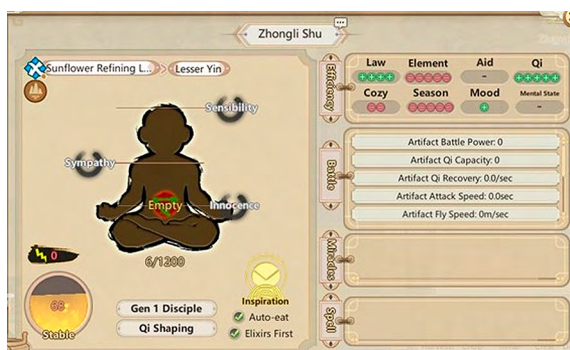 Zhongli Shu
Sunflower Refining L...
Lesser Yin
Sensibility
Sympathy
Innocence
Empty
6/1200
0
68
Stable
Gen 1 Disciple
Qi Shaping
Inspiration
Auto-eat
Elixirs First
Efficiency
Law
Element
Aid
-
Qi
Cozy
Season
Mood
Mental State
-
Battle
Artifact Battle Power: 0
Artifact Qi Capacity: 0
Artifact Qi Recovery: 0.0/sec
Artifact Attack Speed: 0.0sec
Artifact Fly Speed: 0m/sec
Miracles
Spell